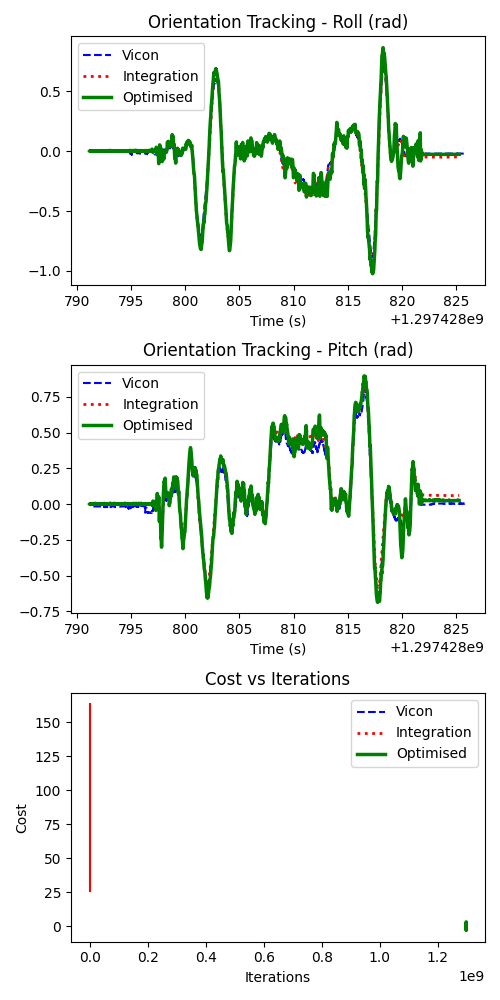 Orientation Tracking - Roll (rad)
Vicon
Integration
Optimised
0.5
0.0
−0.5
−1.0
790 795 800 805 810 815 820 825
Time (s)
+1.297428e9
Orientation Tracking - Pitch (rad)
Vicon
Integration
Optimised
0.75
0.50
0.25
0.00
−0.25
−0.50
−0.75
790 795 800 805 810 815 820 825
Time (s)
+1.297428e9
Cost vs Iterations
Vicon
Integration
Optimised
Cost
150
125
100
75
50
25
0
0.0 0.2 0.4 0.6 0.8 1.0 1.2
1e9
Iterations